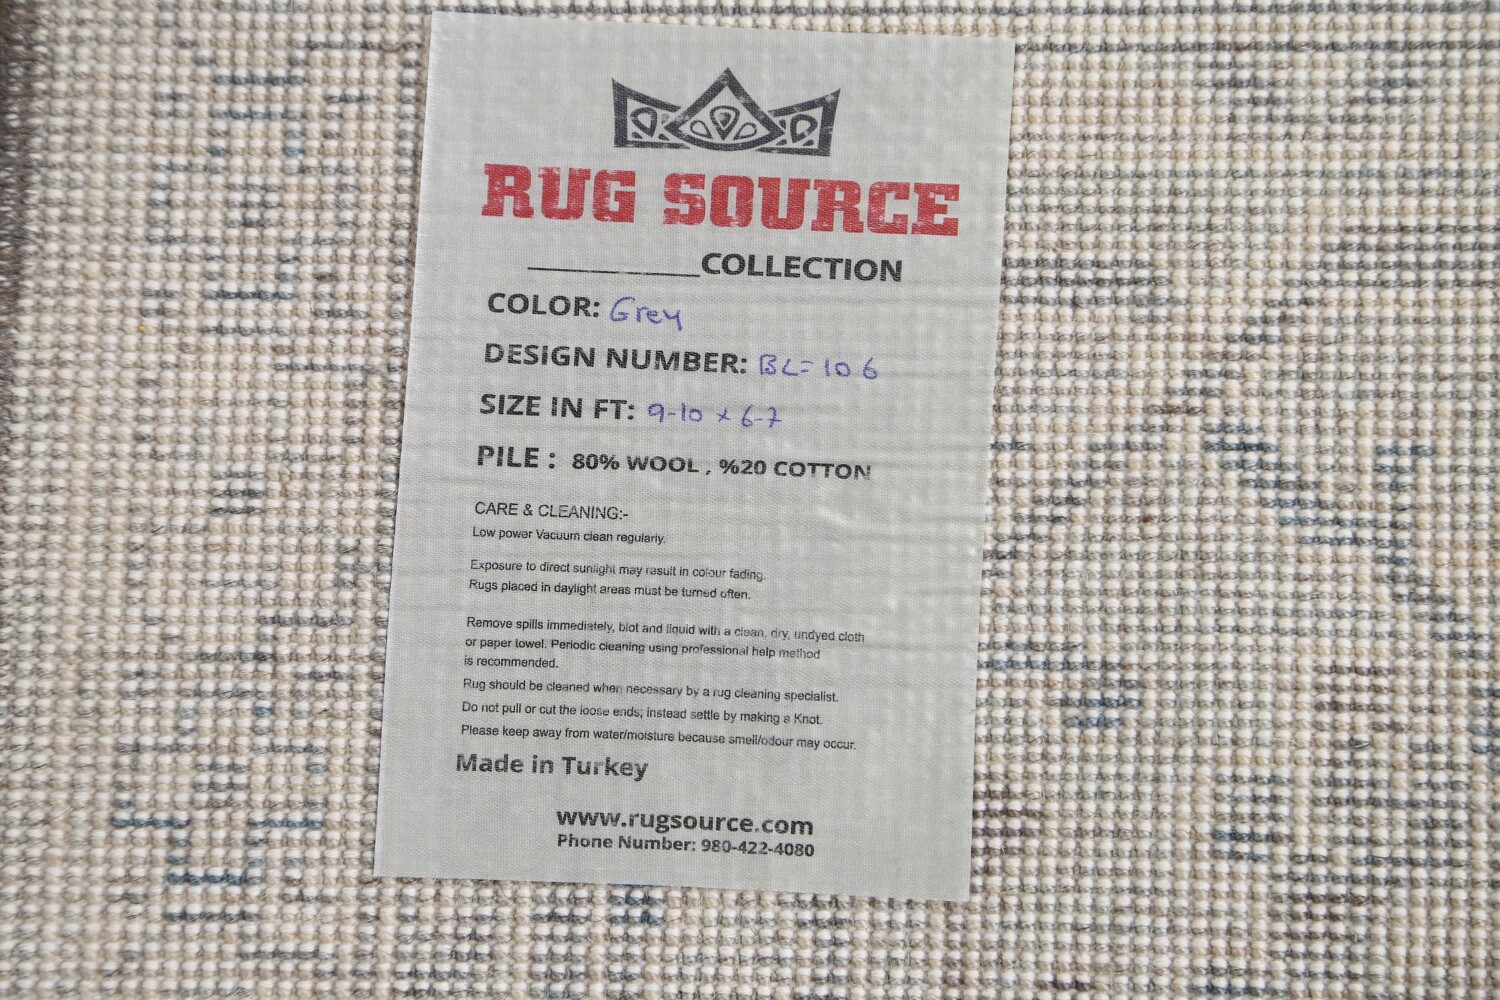 RUG SOURCE
__________COLLECTION
COLOR: Grey
DESIGN NUMBER: BL=106
SIZE IN FT: 9-10 x 6-7
PILE : 80% WOOL , %20 COTTON
CARE & CLEANING:-
Low power Vacuum clean regularly.
Exposure to direct sunlight may result in colour fading.
Rugs placed in daylight areas must be turned often.
Remove spills immediately, blot and liquid with a clean, dry, undyed cloth
or paper towel. Periodic cleaning using professional help method
is recommended.
Rug should be cleaned when necessary by a rug cleaning specialist.
Do not pull or cut the loose ends; instead settle by making a Knot.
Please keep away from water/moisture because smell/odour may occur.
Made in Turkey
www.rugsource.com
Phone Number: 980-422-4080